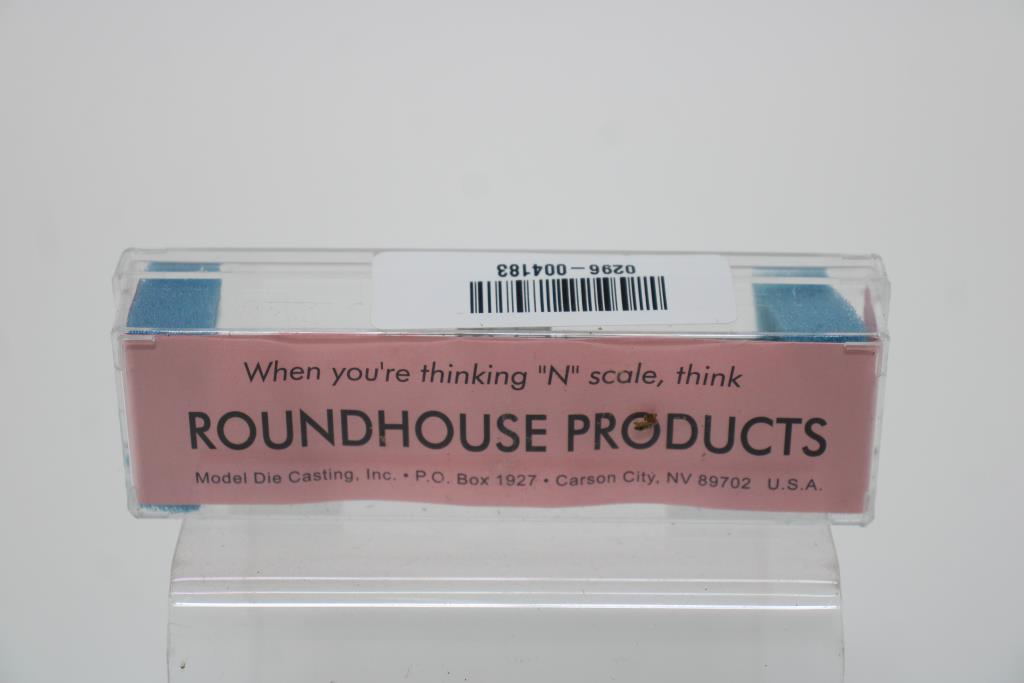 0296-004183
When you're thinking "N" scale, think
ROUNDHOUSE PRODUCTS
Model Die Casting, Inc. • P.O. Box 1927 • Carson City, NV 89702 U.S.A.